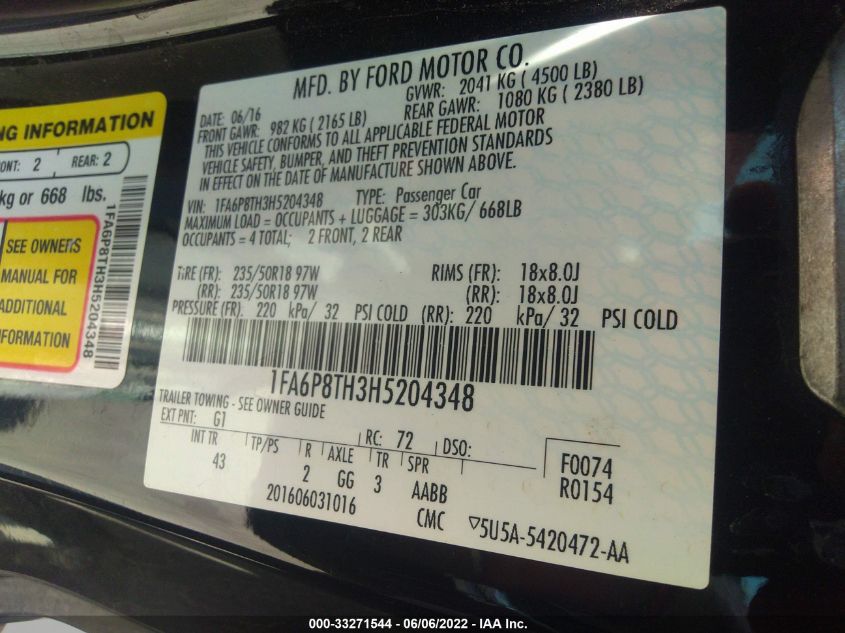 MFD. BY FORD MOTOR CO.
DATE: 06/16 GVWR: 2041 KG ( 4500 LB)
FRONT GAWR: 982 KG ( 2165 LB) REAR GAWR: 1080 KG ( 2380 LB)
THIS VEHICLE CONFORMS TO ALL APPLICABLE FEDERAL MOTOR
VEHICLE SAFETY, BUMPER, AND THEFT PREVENTION STANDARDS
IN EFFECT ON THE DATE OF MANUFACTURE SHOWN ABOVE.
VIN: 1FA6P8TH3H5204348 TYPE: Passenger Car
MAXIMUM LOAD = OCCUPANTS + LUGGAGE = 303KG/ 668LB
OCCUPANTS = 4 TOTAL; 2 FRONT, 2 REAR
TIRE (FR): 235/50R18 97W RIMS (FR): 18x8.0J
(RR): 235/50R18 97W (RR): 18x8.0J
PRESSURE (FR): 220 kPa/ 32 PSI COLD (RR): 220 kPa/ 32 PSI COLD
1FA6P8TH3H5204348
TRAILER TOWING - SEE OWNER GUIDE
EXT PNT: G1 RC: 72 DSO:
INT TR TP/PS R AXLE TR SPR
43 2 GG 3 AABB
201606031016 CMC
F0074
R0154
▽5U5A-5420472-AA
NG INFORMATION
ONT: 2 REAR: 2
kg or 668 lbs.
SEE OWNERS
MANUAL FOR
ADDITIONAL
INFORMATION
1FA6P8TH3H5204348
000-33271544 / 06/06/2022 - IAA Inc.